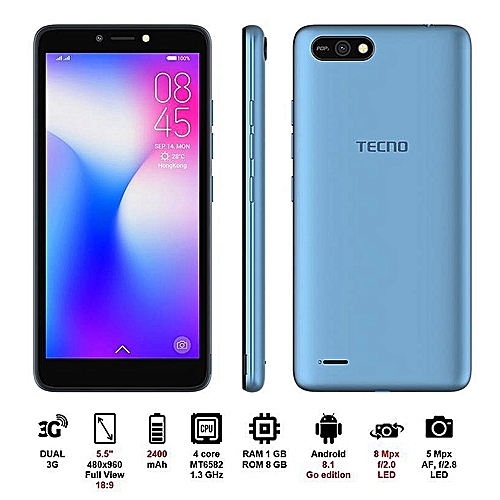 100%
08
45
SEP 14, MON
28°C
HongKong
POP2
TECNO
3G
CPU
DUAL
3G
5.5"
480x960
Full View
18:9
2400
mAh
4 core
MT6582
1.3 GHz
RAM 1 GB
ROM 8 GB
Android
8.1
Go edition
8 Mpx
f/2.0
LED
5 Mpx
AF, f/2.8
LED